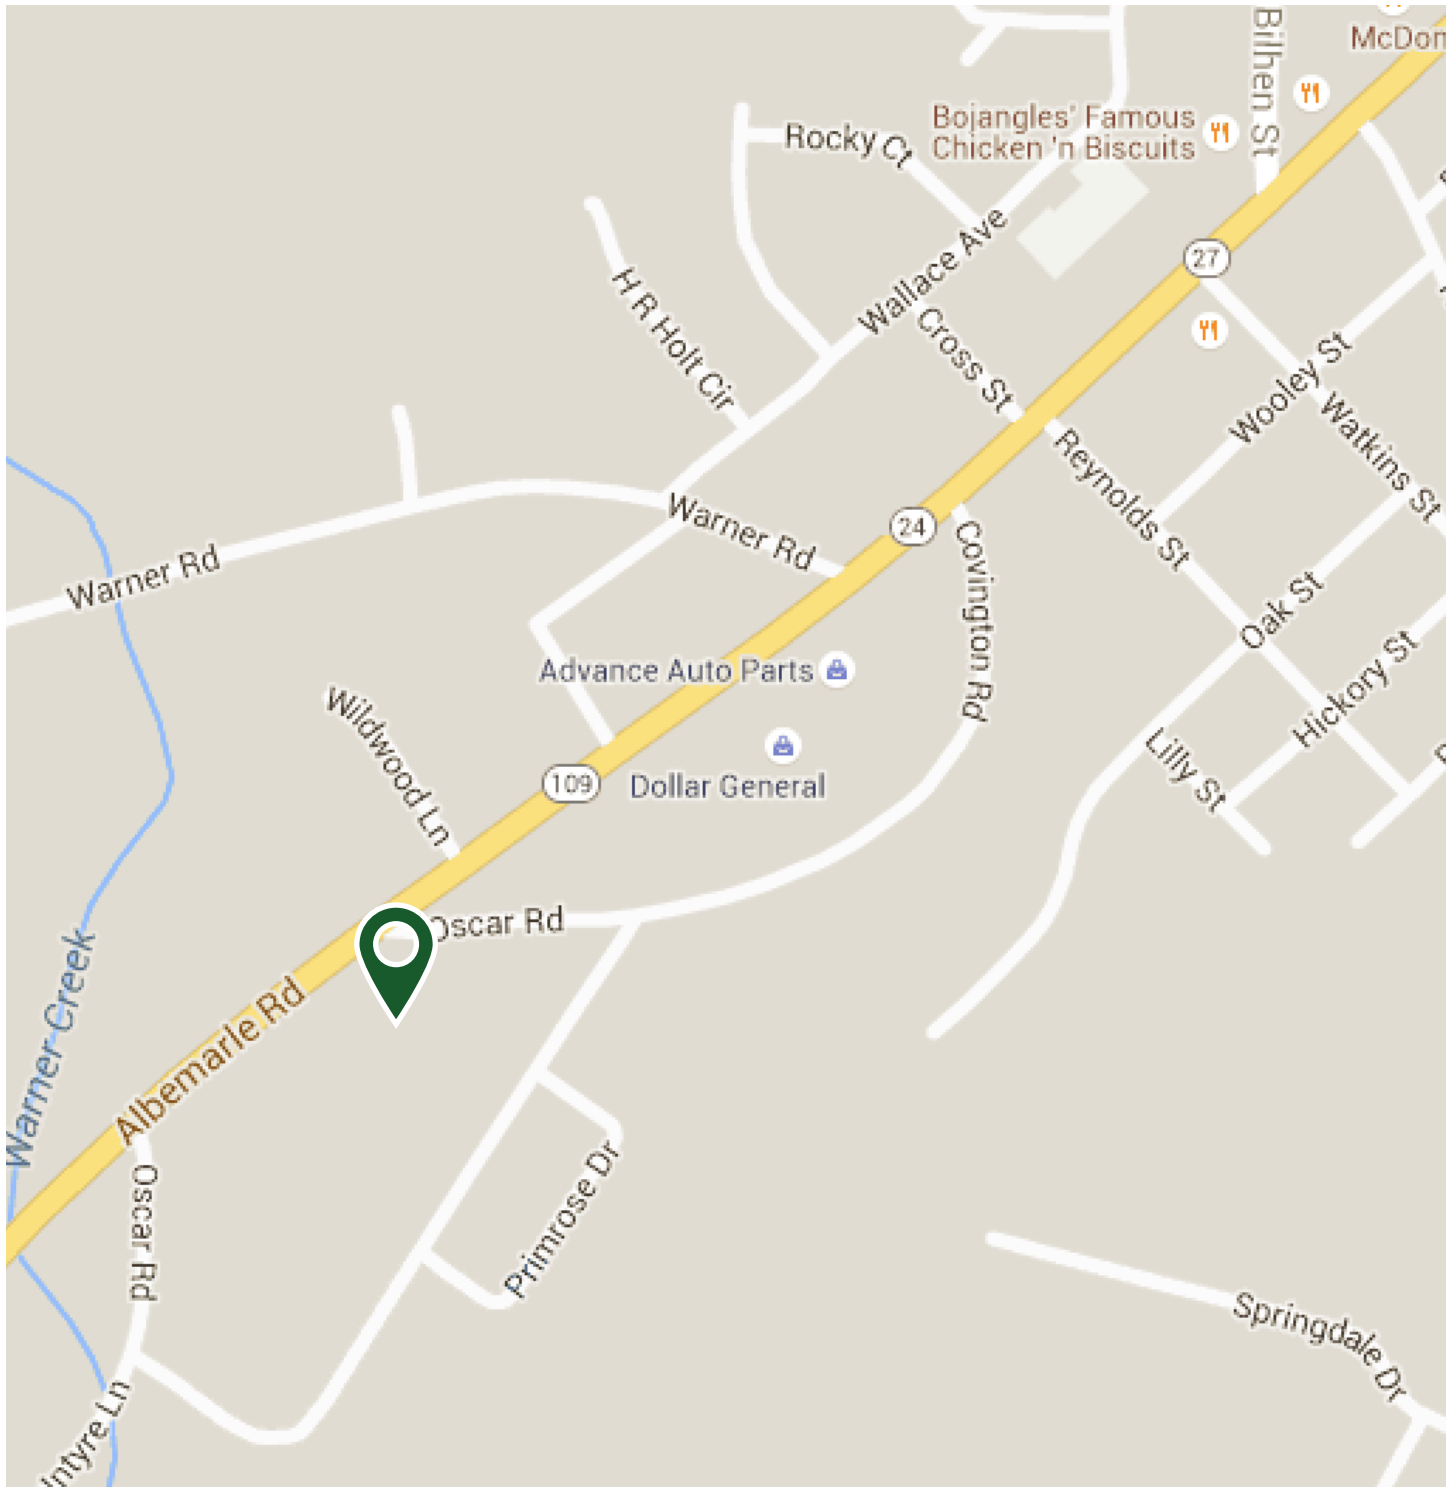 Bilhen St
McDon
Bojangles' Famous
Chicken 'n Biscuits
Rocky Ct
Wallace Ave
27
H R Holt Cir
Cross St
Wooley St
Watkins St
Reynolds St
Warner Rd
24
Covington Rd
Warner Rd
Oak St
Hickory St
Advance Auto Parts
Wildwood Ln
Lilly St
109
Dollar General
Oscar Rd
Warner Creek
Albemarle Rd
Oscar Rd
Primrose Dr
Springdale Dr
Intyre Ln